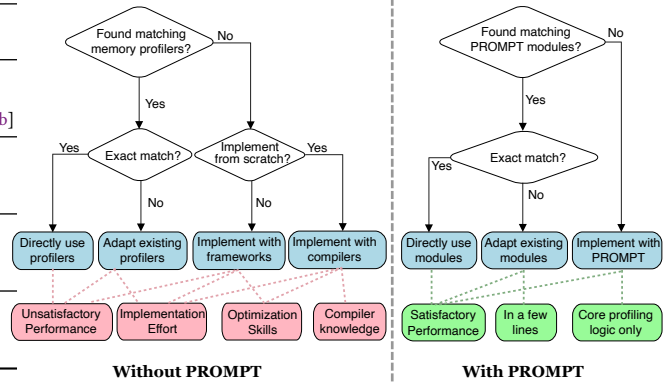 Found matching
memory profilers?
No
Yes
Yes
Exact match?
Implement
from scratch?
Yes
No
No
Directly use
profilers
Adapt existing
profilers
Implement with
frameworks
Implement with
compilers
Unsatisfactory
Performance
Implementation
Effort
Optimization
Skills
Compiler
knowledge
Without PROMPT
Found matching
PROMPT modules?
No
Yes
Exact match?
Yes
No
Directly use
modules
Adapt existing
modules
Implement with
PROMPT
Satisfactory
Performance
In a few
lines
Core profiling
logic only
With PROMPT
b]